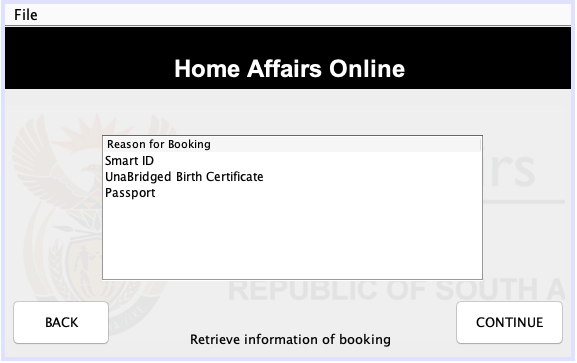 File
Home Affairs Online
Reason for Booking
Smart ID
UnaBridged Birth Certificate
Passport
REPUBLIC OF SOUTH A
BACK
CONTINUE
Retrieve information of booking